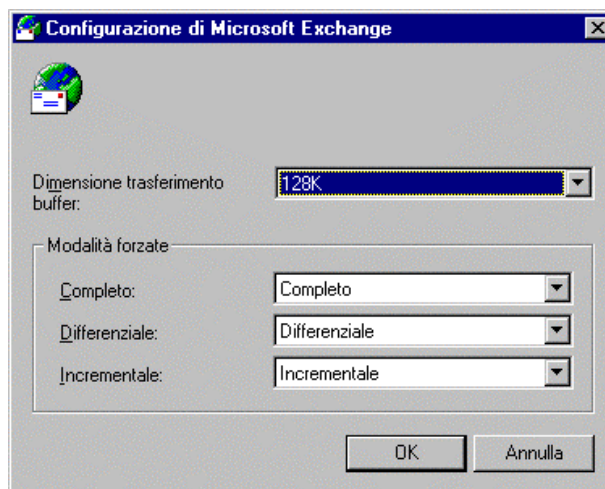 Configurazione di Microsoft Exchange
Dimensione trasferimento
buffer:
128K
Modalità forzate
Completo:
Completo
Differenziale:
Differenziale
Incrementale:
Incrementale
OK
Annulla